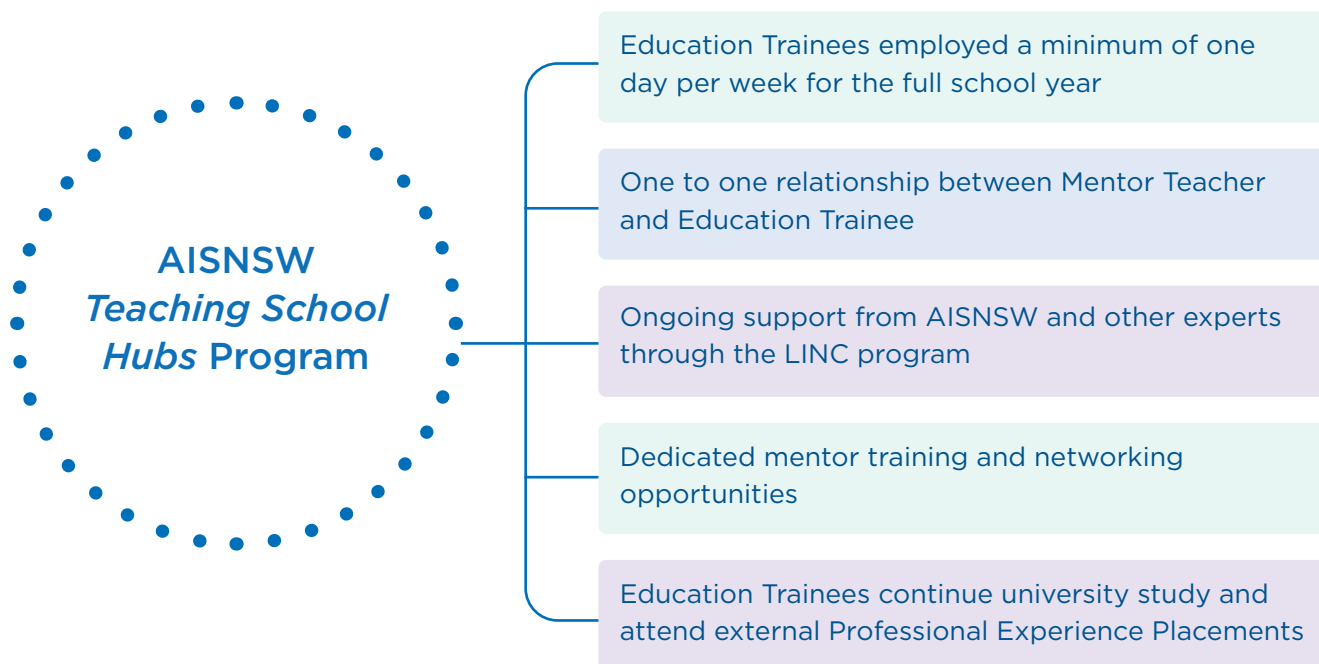 AISNSW
Teaching School
Hubs Program
Education Trainees employed a minimum of one
day per week for the full school year
One to one relationship between Mentor Teacher
and Education Trainee
Ongoing support from AISNSW and other experts
through the LINC program
Dedicated mentor training and networking
opportunities
Education Trainees continue university study and
attend external Professional Experience Placements